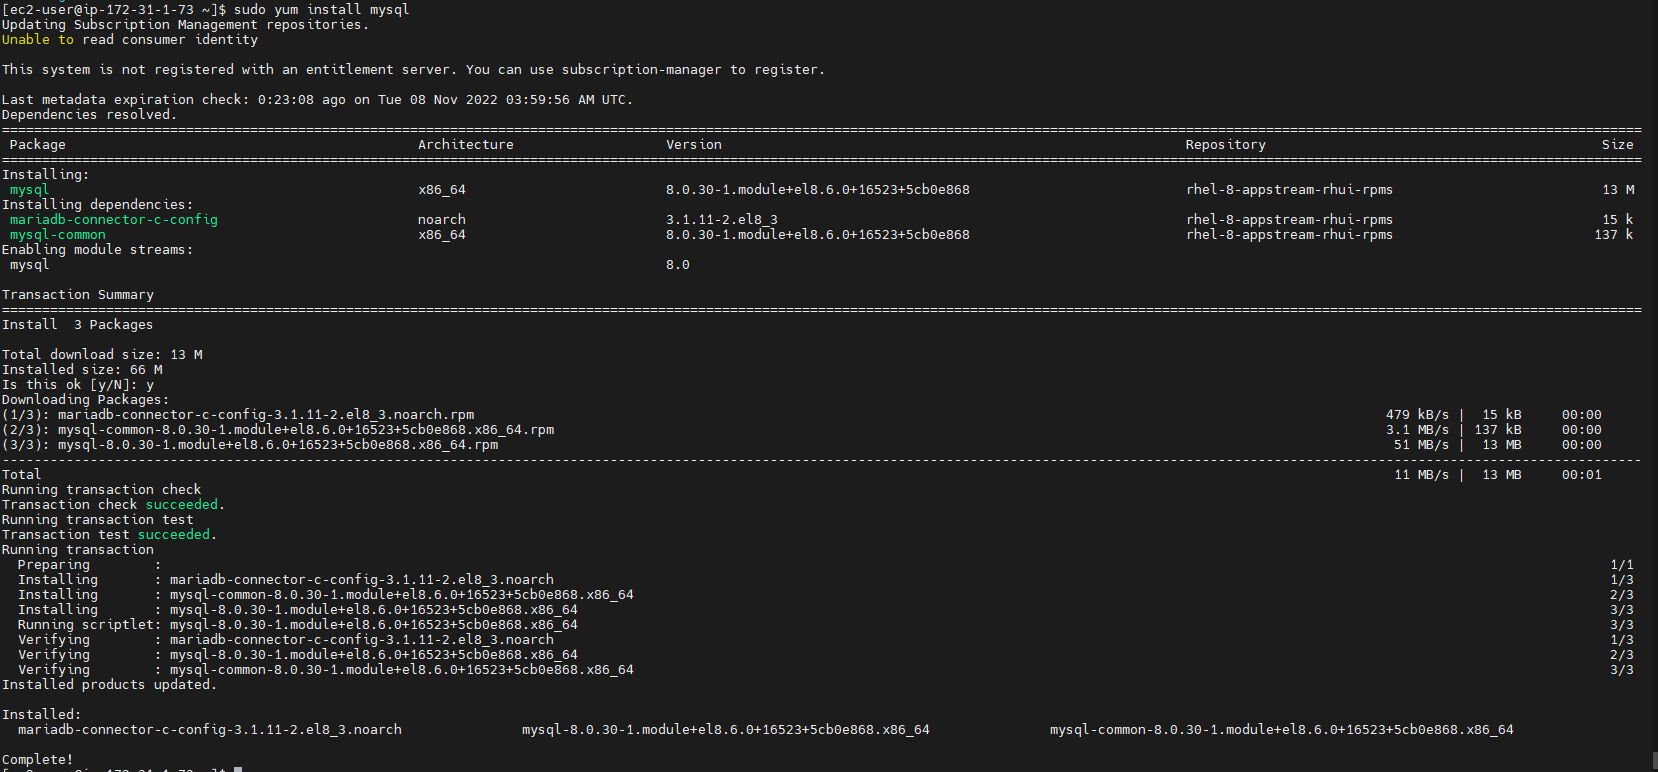 [ec2-user@ip-172-31-1-73 ~]$ sudo yum install mysql
Updating Subscription Management repositories.
Unable to read consumer identity
This system is not registered with an entitlement server. You can use subscription-manager to register.
Last metadata expiration check: 0:23:08 ago on Tue 08 Nov 2022 03:59:56 AM UTC.
Dependencies resolved.
Package Architecture Version Repository Size
Installing:
mysql x86_64 8.0.30-1.module+el8.6.0+16523+5cb0e868 rhel-8-appstream-rhui-rpms 13 M
Installing dependencies:
mariadb-connector-c-config noarch 3.1.11-2.el8_3 rhel-8-appstream-rhui-rpms 15 k
mysql-common x86_64 8.0.30-1.module+el8.6.0+16523+5cb0e868 rhel-8-appstream-rhui-rpms 137 k
Enabling module streams:
mysql 8.0
Transaction Summary
Install 3 Packages
Total download size: 13 M
Installed size: 66 M
Is this ok [y/N]: y
Downloading Packages:
(1/3): mariadb-connector-c-config-3.1.11-2.el8_3.noarch.rpm 479 kB/s | 15 kB 00:00
(2/3): mysql-common-8.0.30-1.module+el8.6.0+16523+5cb0e868.x86_64.rpm 3.1 MB/s | 137 kB 00:00
(3/3): mysql-8.0.30-1.module+el8.6.0+16523+5cb0e868.x86_64.rpm 51 MB/s | 13 MB 00:00
Total 11 MB/s | 13 MB 00:01
Running transaction check
Transaction check succeeded.
Running transaction test
Transaction test succeeded.
Running transaction
Preparing : 1/1
Installing : mariadb-connector-c-config-3.1.11-2.el8_3.noarch 1/3
Installing : mysql-common-8.0.30-1.module+el8.6.0+16523+5cb0e868.x86_64 2/3
Installing : mysql-8.0.30-1.module+el8.6.0+16523+5cb0e868.x86_64 3/3
Running scriptlet: mysql-8.0.30-1.module+el8.6.0+16523+5cb0e868.x86_64 3/3
Verifying : mariadb-connector-c-config-3.1.11-2.el8_3.noarch 1/3
Verifying : mysql-8.0.30-1.module+el8.6.0+16523+5cb0e868.x86_64 2/3
Verifying : mysql-common-8.0.30-1.module+el8.6.0+16523+5cb0e868.x86_64 3/3
Installed products updated.
Installed:
mariadb-connector-c-config-3.1.11-2.el8_3.noarch mysql-8.0.30-1.module+el8.6.0+16523+5cb0e868.x86_64 mysql-common-8.0.30-1.module+el8.6.0+16523+5cb0e868.x86_64
Complete!